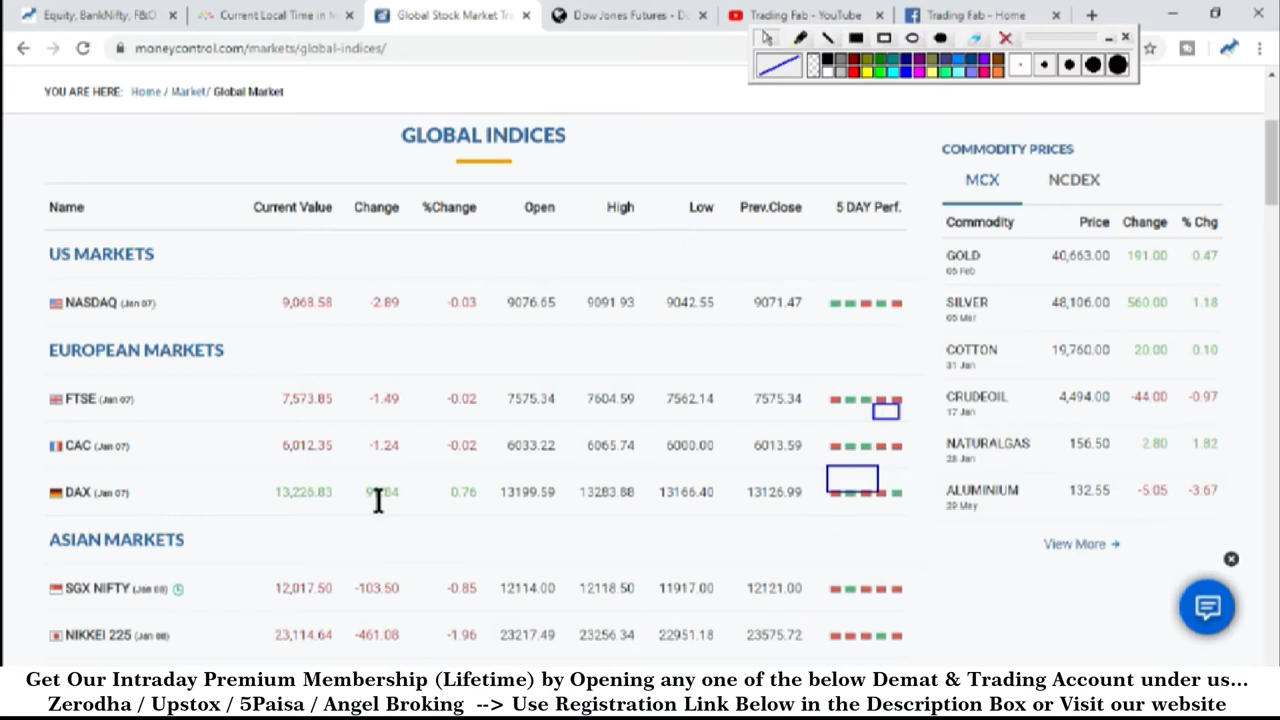 Equity, BankNifty, F&O
Current Local Time in
Global Stock Market
Dow Jones Futures - D
Trading Fab - YouTube
Trading Fab - Home
moneycontrol.com/markets/global-indices/
YOU ARE HERE: Home / Market/ Global Market
GLOBAL INDICES
Name Current Value Change %Change Open High Low Prev.Close 5 DAY Perf.
US MARKETS
NASDAQ (Jan 07) 9,068.58 -2.89 -0.03 9076.65 9091.93 9042.55 9071.47
EUROPEAN MARKETS
FTSE (Jan 07) 7,573.85 -1.49 -0.02 7575.34 7604.59 7562.14 7575.34
CAC (Jan 07) 6,012.35 -1.24 -0.02 6033.22 6065.74 6000.00 6013.59
DAX (Jan 07) 13,226.83 0.76 13199.59 13283.88 13166.40 13126.99
ASIAN MARKETS
SGX NIFTY (Jan 08) 12,017.50 -103.50 -0.85 12114.00 12118.50 11917.00 12121.00
NIKKEI 225 (Jan 08) 23,114.64 -461.08 -1.96 23217.49 23256.34 22951.18 23575.72
COMMODITY PRICES
MCX NCDEX
Commodity Price Change % Chg
GOLD 40,663.00 191.00 0.47
05 Feb
SILVER 48,106.00 560.00 1.18
05 Mar
COTTON 19,760.00 20.00 0.10
31 Jan
CRUDEOIL 4,494.00 -44.00 -0.97
17 Jan
NATURALGAS 156.50 2.80 1.82
28 Jan
ALUMINIUM 132.55 -5.05 -3.67
29 May
View More
Get Our Intraday Premium Membership (Lifetime) by Opening any one of the below Demat & Trading Account under us...
Zerodha / Upstox / 5Paisa / Angel Broking --> Use Registration Link Below in the Description Box or Visit our website